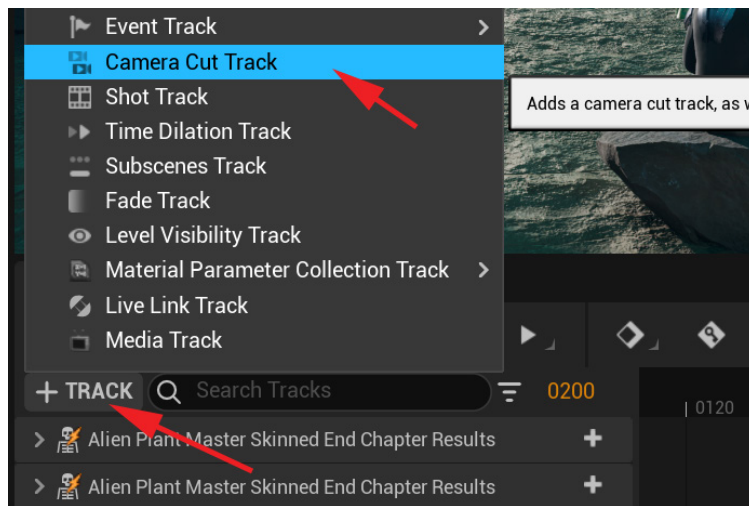 Event Track
Camera Cut Track
Shot Track
Adds a camera cut track, as
Time Dilation Track
Subscenes Track
Fade Track
Level Visibility Track
Material Parameter Collection Track
Live Link Track
Media Track
+ TRACK Search Tracks 0200
0120
Alien Plant Master Skinned End Chapter Results
Alien Plant Master Skinned End Chapter Results